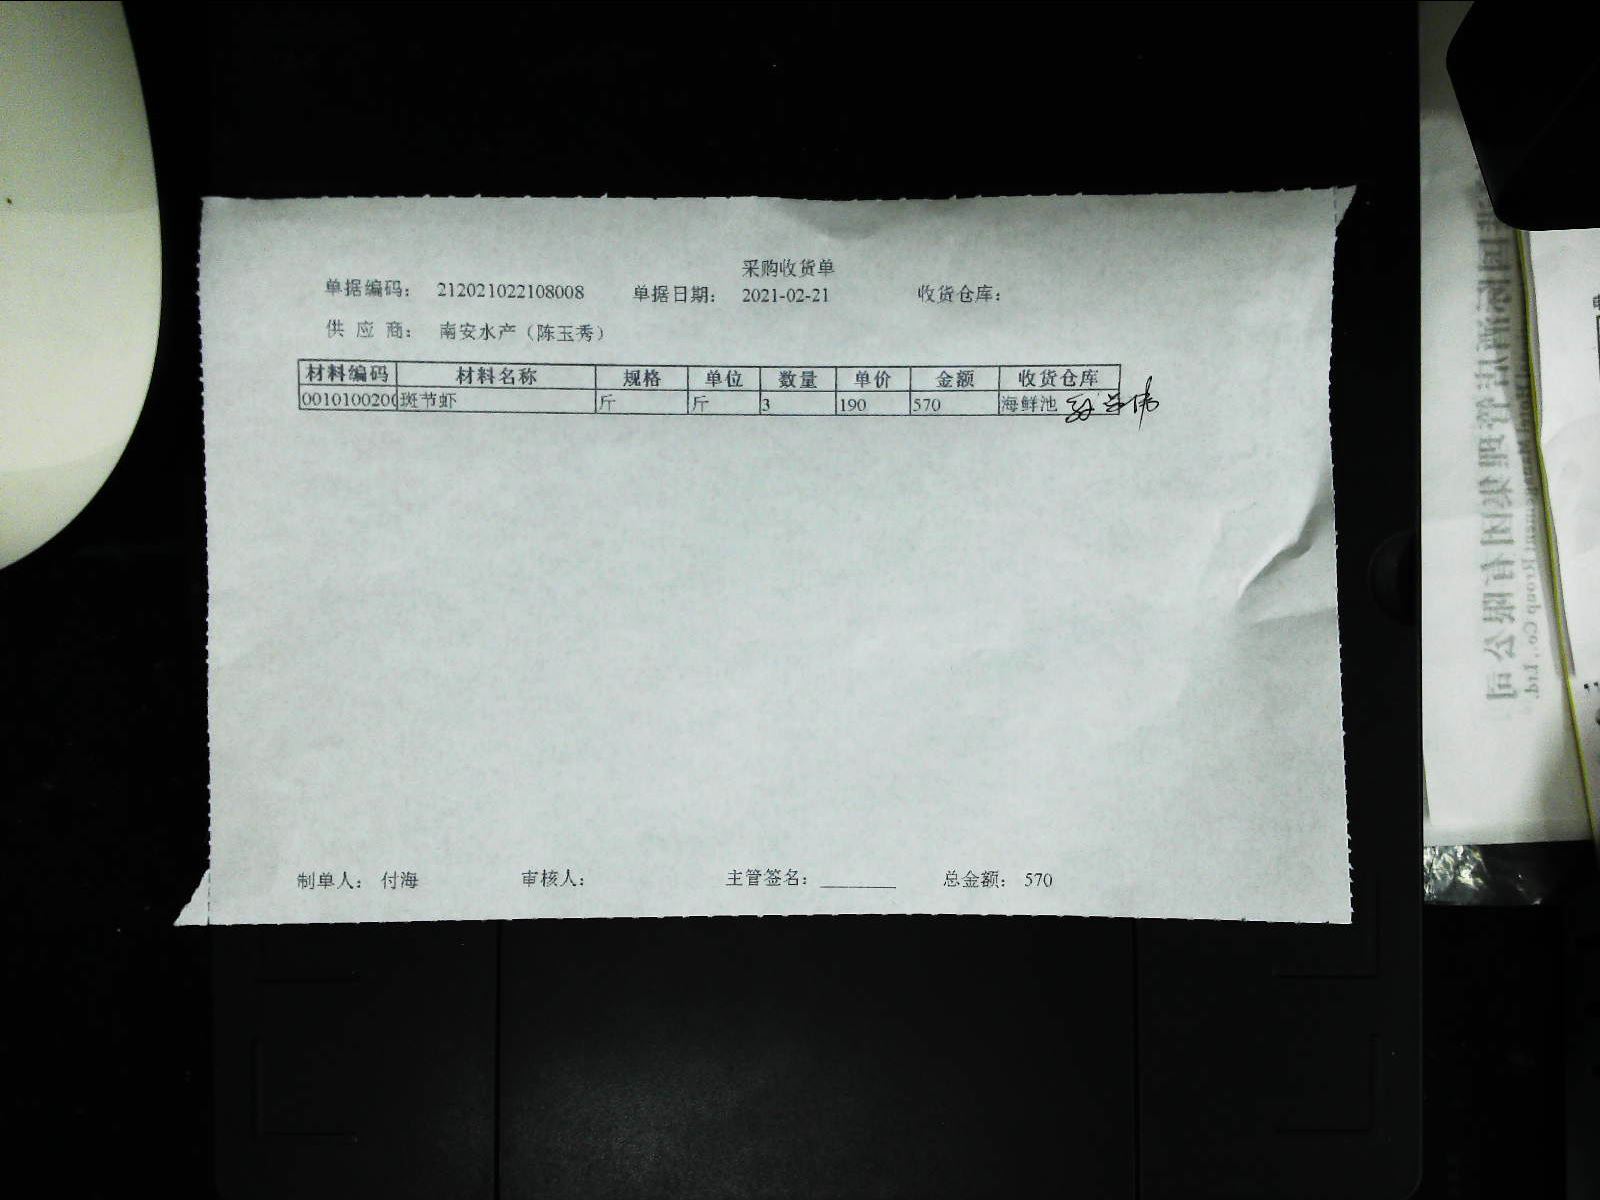 采购收货单
单据编码: 212021022108008 单据日期: 2021-02-21 收货仓库:
供 应 商: 南安水产（陈玉秀）
材料编码 材料名称 规格 单位 数量 单价 金额 收货仓库
0010100200 斑节虾 斤 斤 3 190 570 海鲜池
制单人: 付海 审核人: 主管签名: ________ 总金额: 570